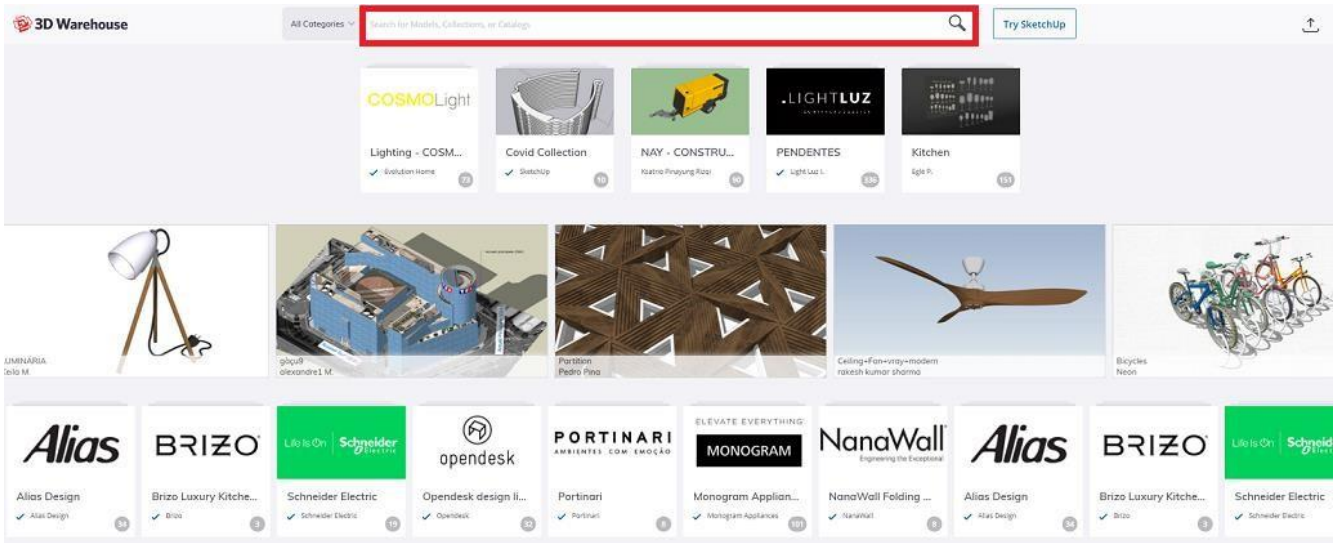 3D Warehouse
All Categories
Search for Models, Collections, or Catalogs
Try SketchUp
COSMOLight
.LIGHTLUZ
Lighting - COSM...
Evolution Home
73
Covid Collection
SketchUp
10
NAY - CONSTRU...
90
PENDENTES
Light Luz I.
336
Kitchen
Egle P.
151
LUMINÁRIA
Ceila M
alexandre1 M.
Partition
Pedro Pina
Ceiling+Fan+vray+modern
rakesh kumar sharma
Bicycles
Neon
Alias
BRIZO
Life Is On | Schneider Electric
opendesk
PORTINARI
AMBIENTES COM EMOÇÃO
ELEVATE EVERYTHING
MONOGRAM
NanaWall
Engineering the Exceptional
Alias
BRIZO
Life Is On | Schneid
Alias Design
Alias Design
34
Brizo Luxury Kitche...
Brizo
3
Schneider Electric
Schneider Electric
19
Opendesk design li...
Opendesk
32
Portinari
Portinari
Monogram Applian...
Monogram Appliances
101
NanaWall Folding ...
NanaWall
Alias Design
Alias Design
34
Brizo Luxury Kitche...
Brizo
3
Schneider Electric
Schneider Electric